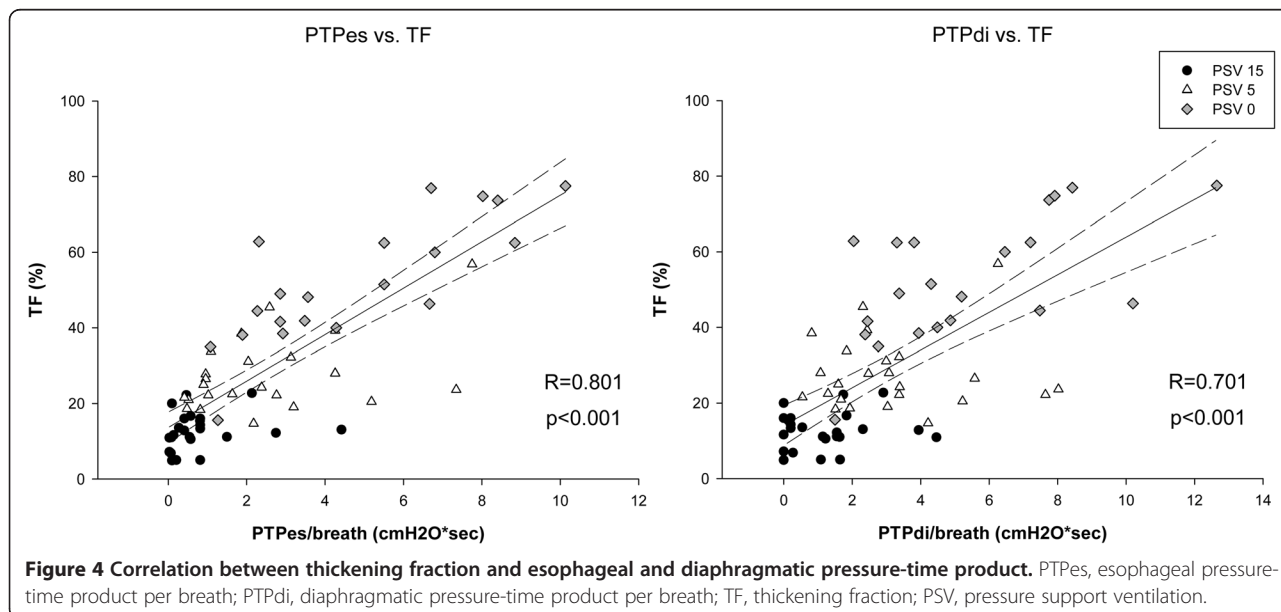 PTPes vs. TF
PTPdi vs. TF
PSV 15
PSV 5
PSV 0
100
80
60
40
20
0
TF (%)
R=0.801
p<0.001
0 2 4 6 8 10 12
PTPes/breath (cmH2O*sec)
100
80
60
40
20
0
TF (%)
R=0.701
p<0.001
0 2 4 6 8 10 12 14
PTPdi/breath (cmH2O*sec)
Figure 4 Correlation between thickening fraction and esophageal and diaphragmatic pressure-time product. PTPes, esophageal pressure-
time product per breath; PTPdi, diaphragmatic pressure-time product per breath; TF, thickening fraction; PSV, pressure support ventilation.